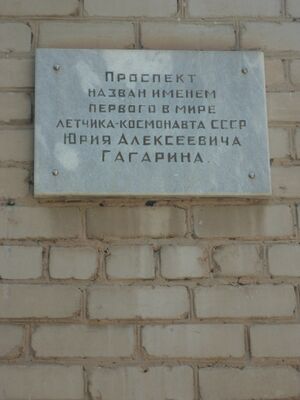 Проспект
назван именем
первого в мире
летчика-космонавта СССР
Юрия Алексеевича
Гагарина.